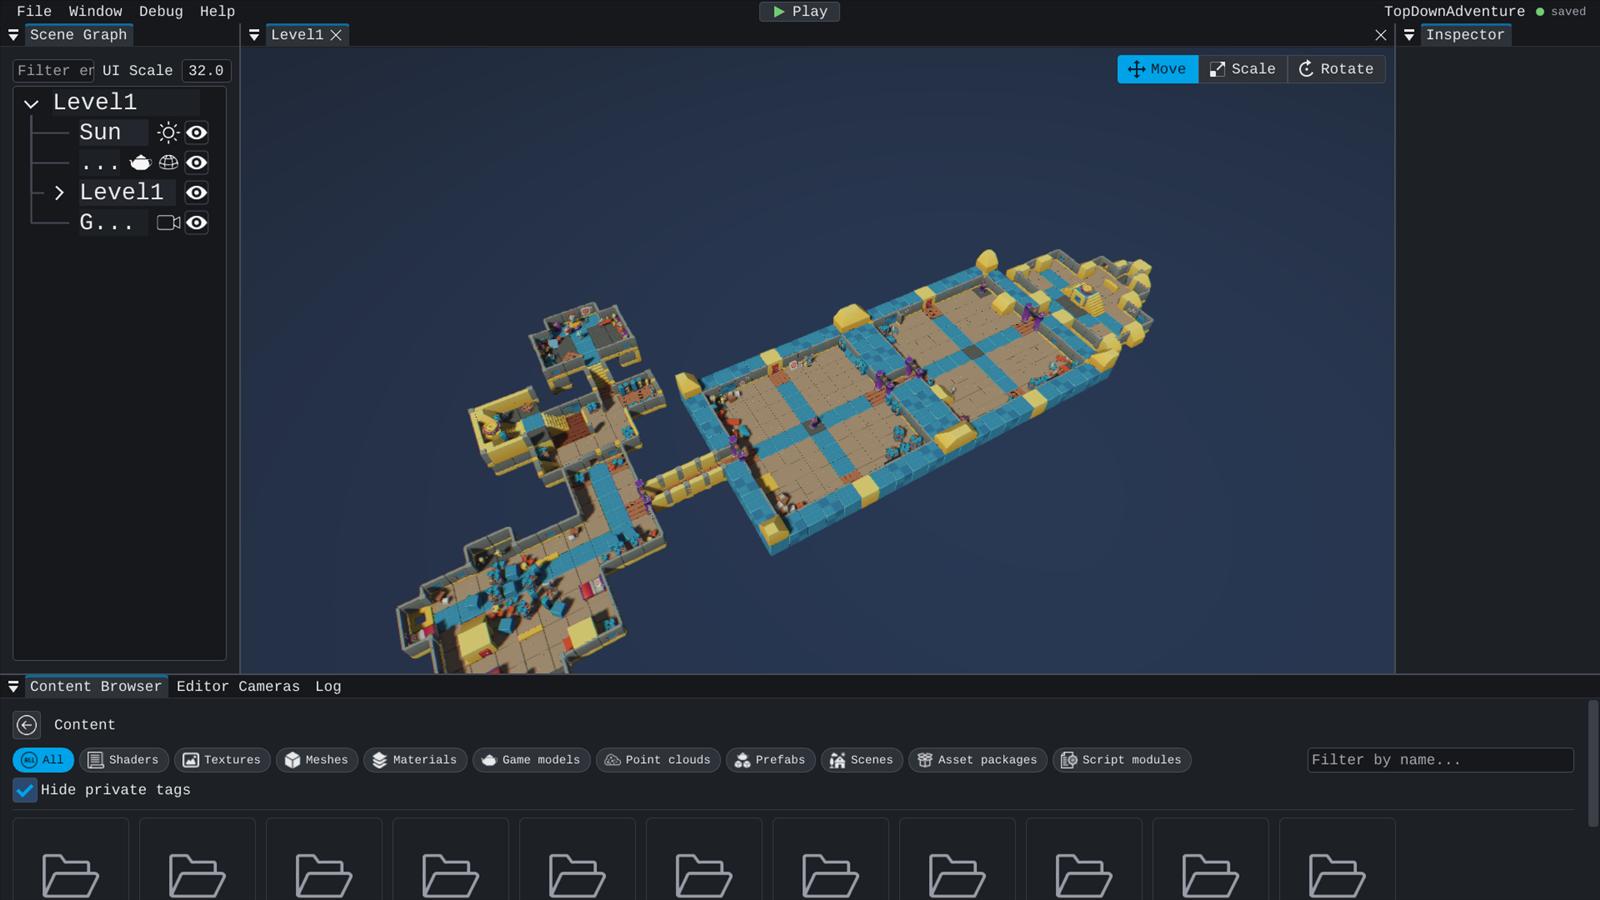 File Window Debug Help
Play
TopDownAdventure saved
Scene Graph
Level1
Inspector
Filter er UI Scale 32.0
Move Scale Rotate
Level1
Sun
...
Level1
G...
Content Browser Editor Cameras Log
Content
All Shaders Textures Meshes Materials Game models Point clouds Prefabs Scenes Asset packages Script modules
Filter by name...
Hide private tags